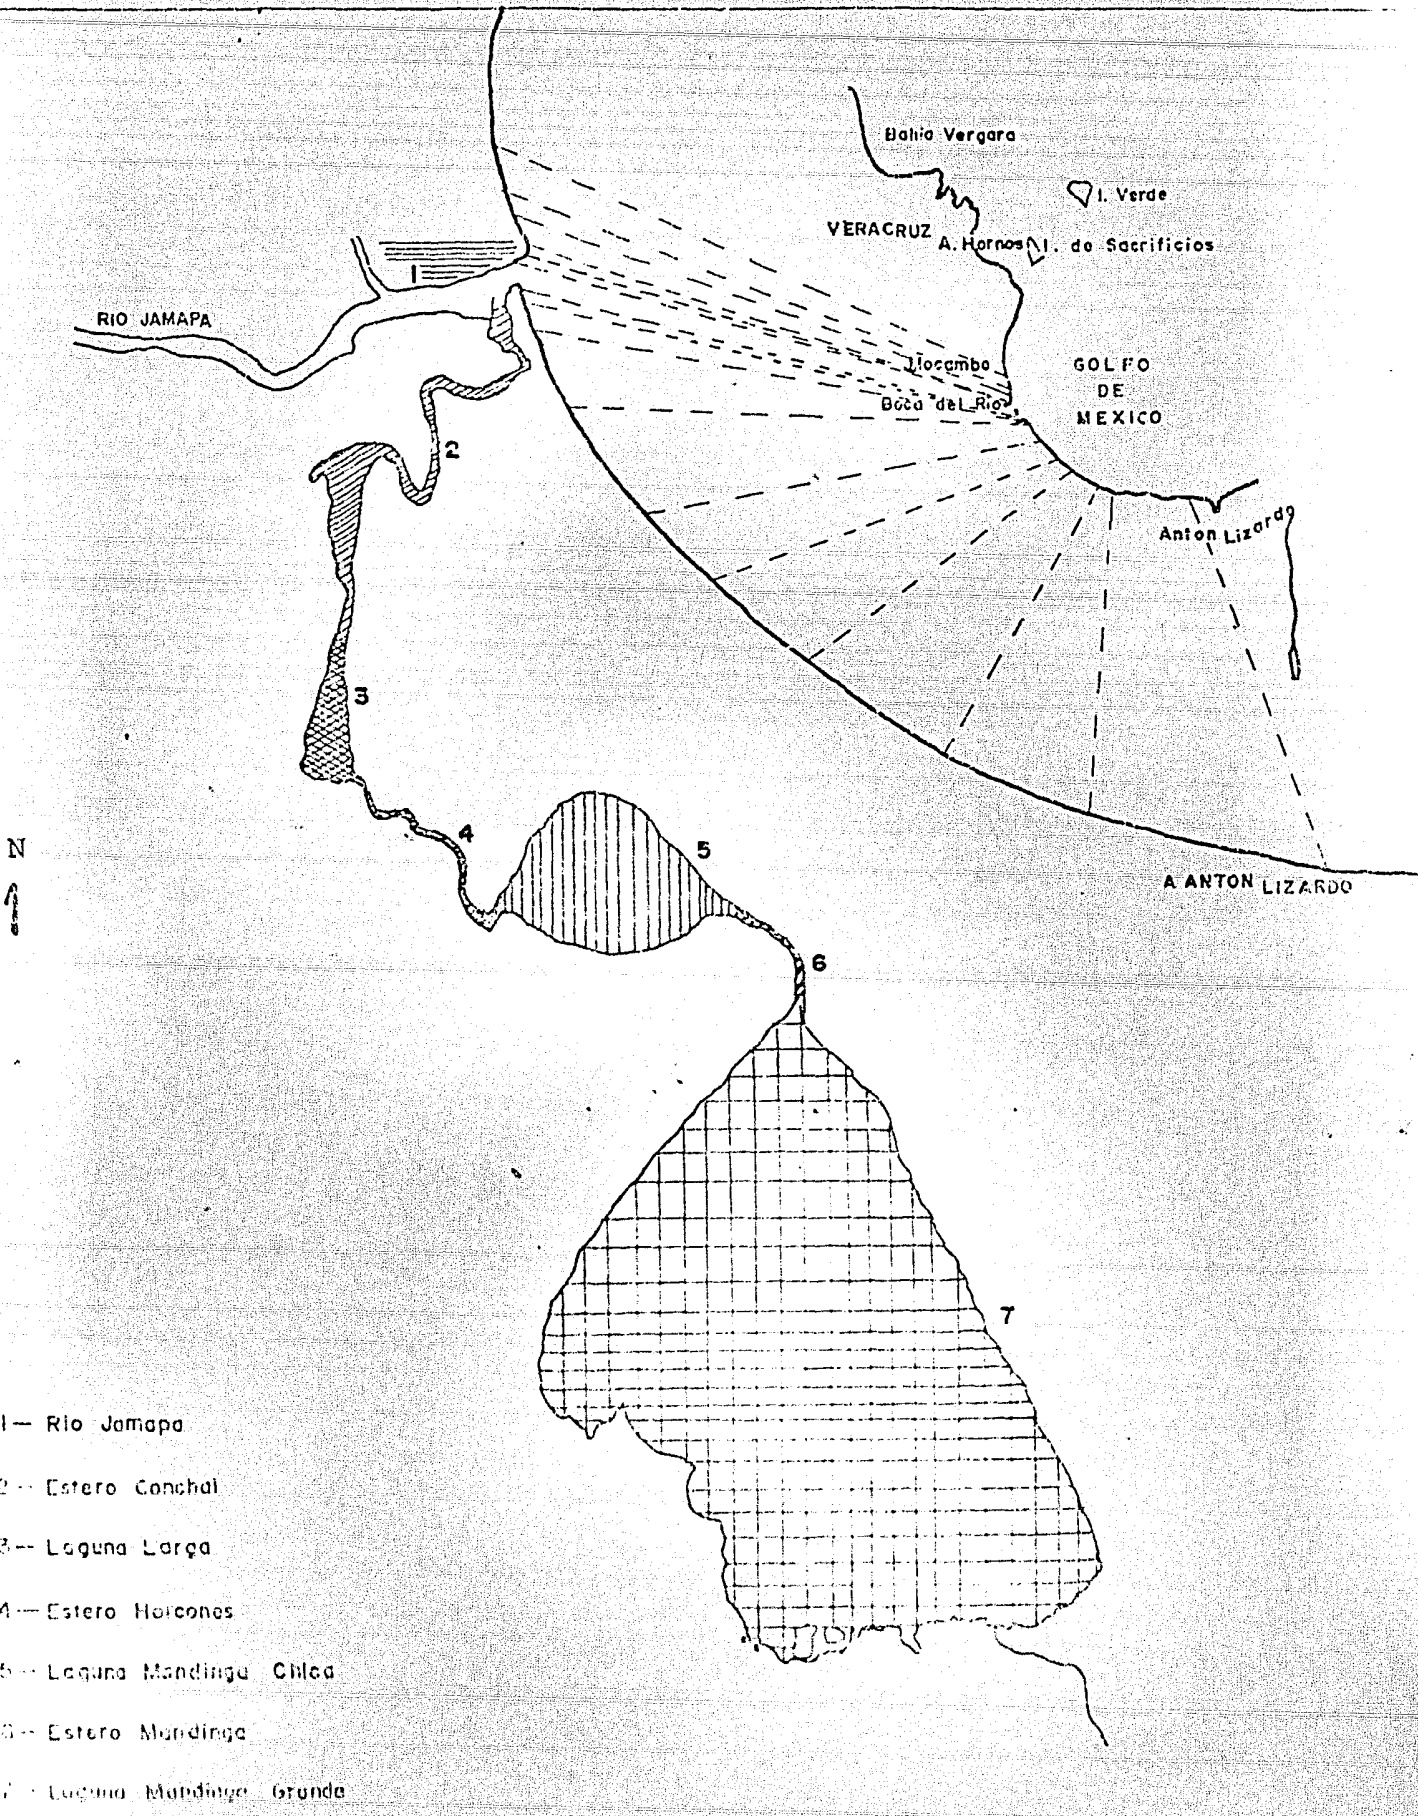 Bahia Vergara
I. Verde
VERACRUZ
A. Hornos
I. de Sacrificios
1
RIO JAMAPA
Mocambo
GOLFO
DE
MEXICO
Boca del Rio
2
Anton Lizardo
3
4
N
5
A ANTON LIZARDO
6
7
1— Rio Jamapa
2-- Estero Conchal
3-- Laguna Larga
4— Estero Horcones
5-- Laguna Mandinga Chica
6-- Estero Mandinga
7- Laguna Mandinga Grande